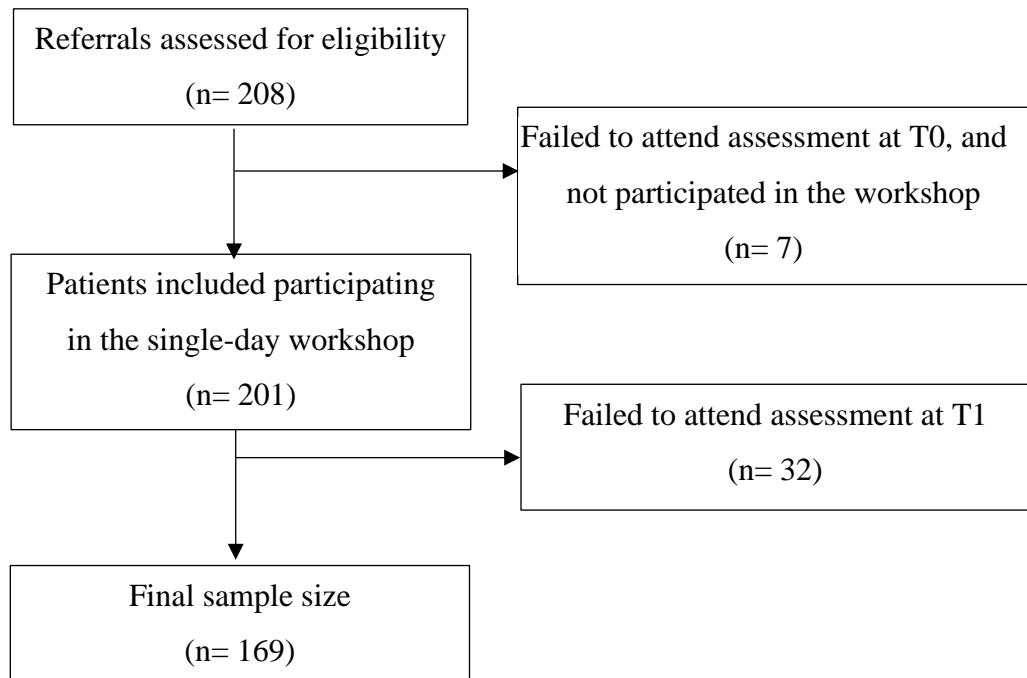 Referrals assessed for eligibility
(n= 208)
Failed to attend assessment at T0, and
not participated in the workshop
(n= 7)
Patients included participating
in the single-day workshop
(n= 201)
Failed to attend assessment at T1
(n= 32)
Final sample size
(n= 169)